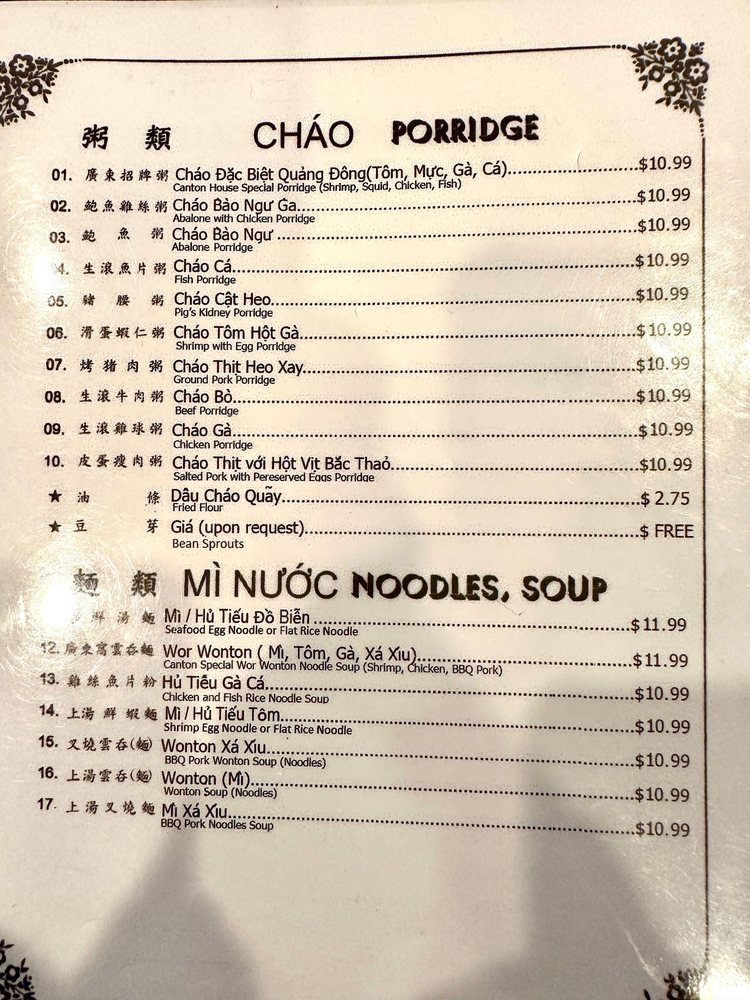 粥 類 CHÁO PORRIDGE
01. 廣東招牌粥 Cháo Đặc Biệt Quảng Đông(Tôm, Mực, Gà, Cá)....$10.99
Canton House Special Porridge (Shrimp, Squid, Chicken, Fish)
02. 鮑魚雞絲粥 Cháo Bào Ngư Ga....$10.99
Abalone with Chicken Porridge
03. 鮑 魚 粥 Cháo Bào Ngư....$10.99
Abalone Porridge
04. 生滾魚片粥 Cháo Cá....$10.99
Fish Porridge
05. 豬 腰 粥 Cháo Cật Heo....$10.99
Pig's Kidney Porridge
06. 滑蛋蝦仁粥 Cháo Tôm Hột Gà....$10.99
Shrimp with Egg Porridge
07. 烤豬肉粥 Cháo Thịt Heo Xay....$10.99
Ground Pork Porridge
08. 生滾牛肉粥 Cháo Bò....$10.99
Beef Porridge
09. 生滾雞球粥 Cháo Gà....$10.99
Chicken Porridge
10. 皮蛋瘦肉粥 Cháo Thịt với Hột Vịt Bắc Thảo....$10.99
Salted Pork with Pereserved Eggs Porridge
★ 油 條 Dầu Cháo Quãy....$ 2.75
Fried Flour
★ 豆 芽 Giá (upon request)....$ FREE
Bean Sprouts
麵 類 MÌ NƯỚC NOODLES, SOUP
鮮湯麵 Mì / Hủ Tiếu Đồ Biễn....$11.99
Seafood Egg Noodle or Flat Rice Noodle
12. 廣東窩雲吞麵 Wor Wonton ( Mì, Tôm, Gà, Xá Xịu)....$11.99
Canton Special Wor Wonton Noodle Soup (Shrimp, Chicken, BBQ Pork)
13. 雞絲魚片粉 Hủ Tiếu Gà Cá....$10.99
Chicken and Fish Rice Noodle Soup
14. 上湯鮮蝦麵 Mì / Hủ Tiếu Tôm....$10.99
Shrimp Egg Noodle or Flat Rice Noodle
15. 叉燒雲吞(麵) Wonton Xá Xíu....$10.99
BBQ Pork Wonton Soup (Noodles)
16. 上湯雲吞(麵) Wonton (Mì)....$10.99
Wonton Soup (Noodles)
17. 上湯叉燒麵 Mì Xá Xíu....$10.99
BBQ Pork Noodles Soup